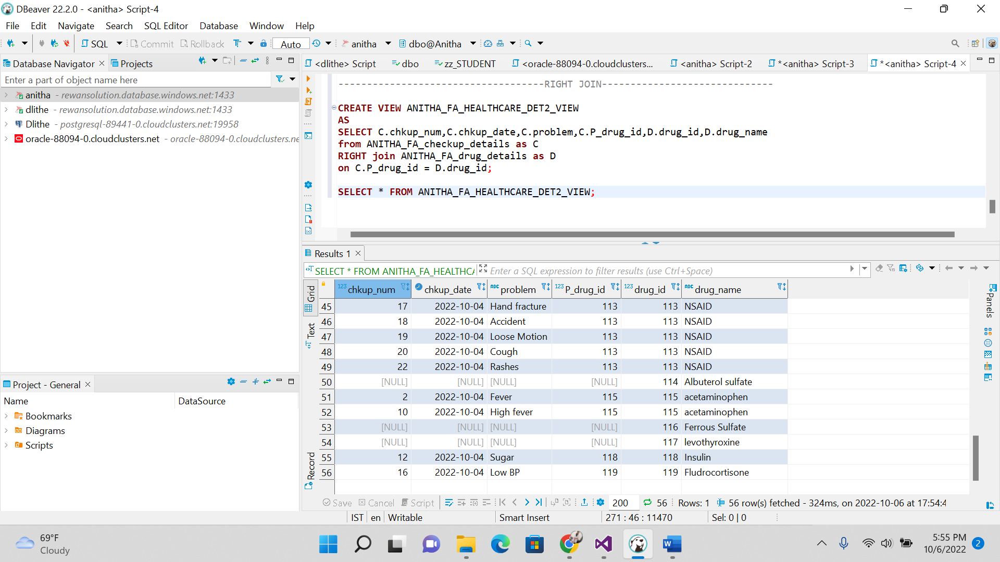 DBeaver 22.2.0 - <anitha> Script-4
File Edit Navigate Search SQL Editor Database Window Help
SQL Commit Rollback Auto anitha dbo@Anitha
Database Navigator Projects
Enter a part of object name here
anitha - rewansolution.database.windows.net:1433
dlithe - rewansolution.database.windows.net:1433
Dlithe - postgresql-89441-0.cloudclusters.net:19958
oracle-88094-0.cloudclusters.net - oracle-88094-0.cloudclusters.ne
<dlithe> Script dbo zz_STUDENT <oracle-88094-0.cloudclusters... <anitha> Script-2 *<anitha> Script-3 *<anitha> Script-4
------------------------------------RIGHT JOIN------------------------------
CREATE VIEW ANITHA_FA_HEALTHCARE_DET2_VIEW
AS
SELECT C.chkup_num,C.chkup_date,C.problem,C.P_drug_id,D.drug_id,D.drug_name
from ANITHA_FA_checkup_details as C
RIGHT join ANITHA_FA_drug_details as D
on C.P_drug_id = D.drug_id;
SELECT * FROM ANITHA_FA_HEALTHCARE_DET2_VIEW;
Project - General
Name DataSource
Bookmarks
Diagrams
Scripts
Results 1
SELECT * FROM ANITHA_FA_HEALTHCA Enter a SQL expression to filter results (use Ctrl+Space)
Grid
Text
Record
Panels
123 chkup_num chkup_date ABC problem 123 P_drug_id 123 drug_id ABC drug_name
45 17 2022-10-04 Hand fracture 113 113 NSAID
46 18 2022-10-04 Accident 113 113 NSAID
47 19 2022-10-04 Loose Motion 113 113 NSAID
48 20 2022-10-04 Cough 113 113 NSAID
49 22 2022-10-04 Rashes 113 113 NSAID
50 [NULL] [NULL] [NULL] [NULL] 114 Albuterol sulfate
51 2 2022-10-04 Fever 115 115 acetaminophen
52 10 2022-10-04 High fever 115 115 acetaminophen
53 [NULL] [NULL] [NULL] [NULL] 116 Ferrous Sulfate
54 [NULL] [NULL] [NULL] [NULL] 117 levothyroxine
55 12 2022-10-04 Sugar 118 118 Insulin
56 16 2022-10-04 Low BP 119 119 Fludrocortisone
Save Cancel Script 200 56 Rows: 1 56 row(s) fetched - 324ms, on 2022-10-06 at 17:54:4
IST en Writable Smart Insert 271 : 46 : 11470 Sel: 0 | 0
69°F
Cloudy
5:55 PM
10/6/2022
2